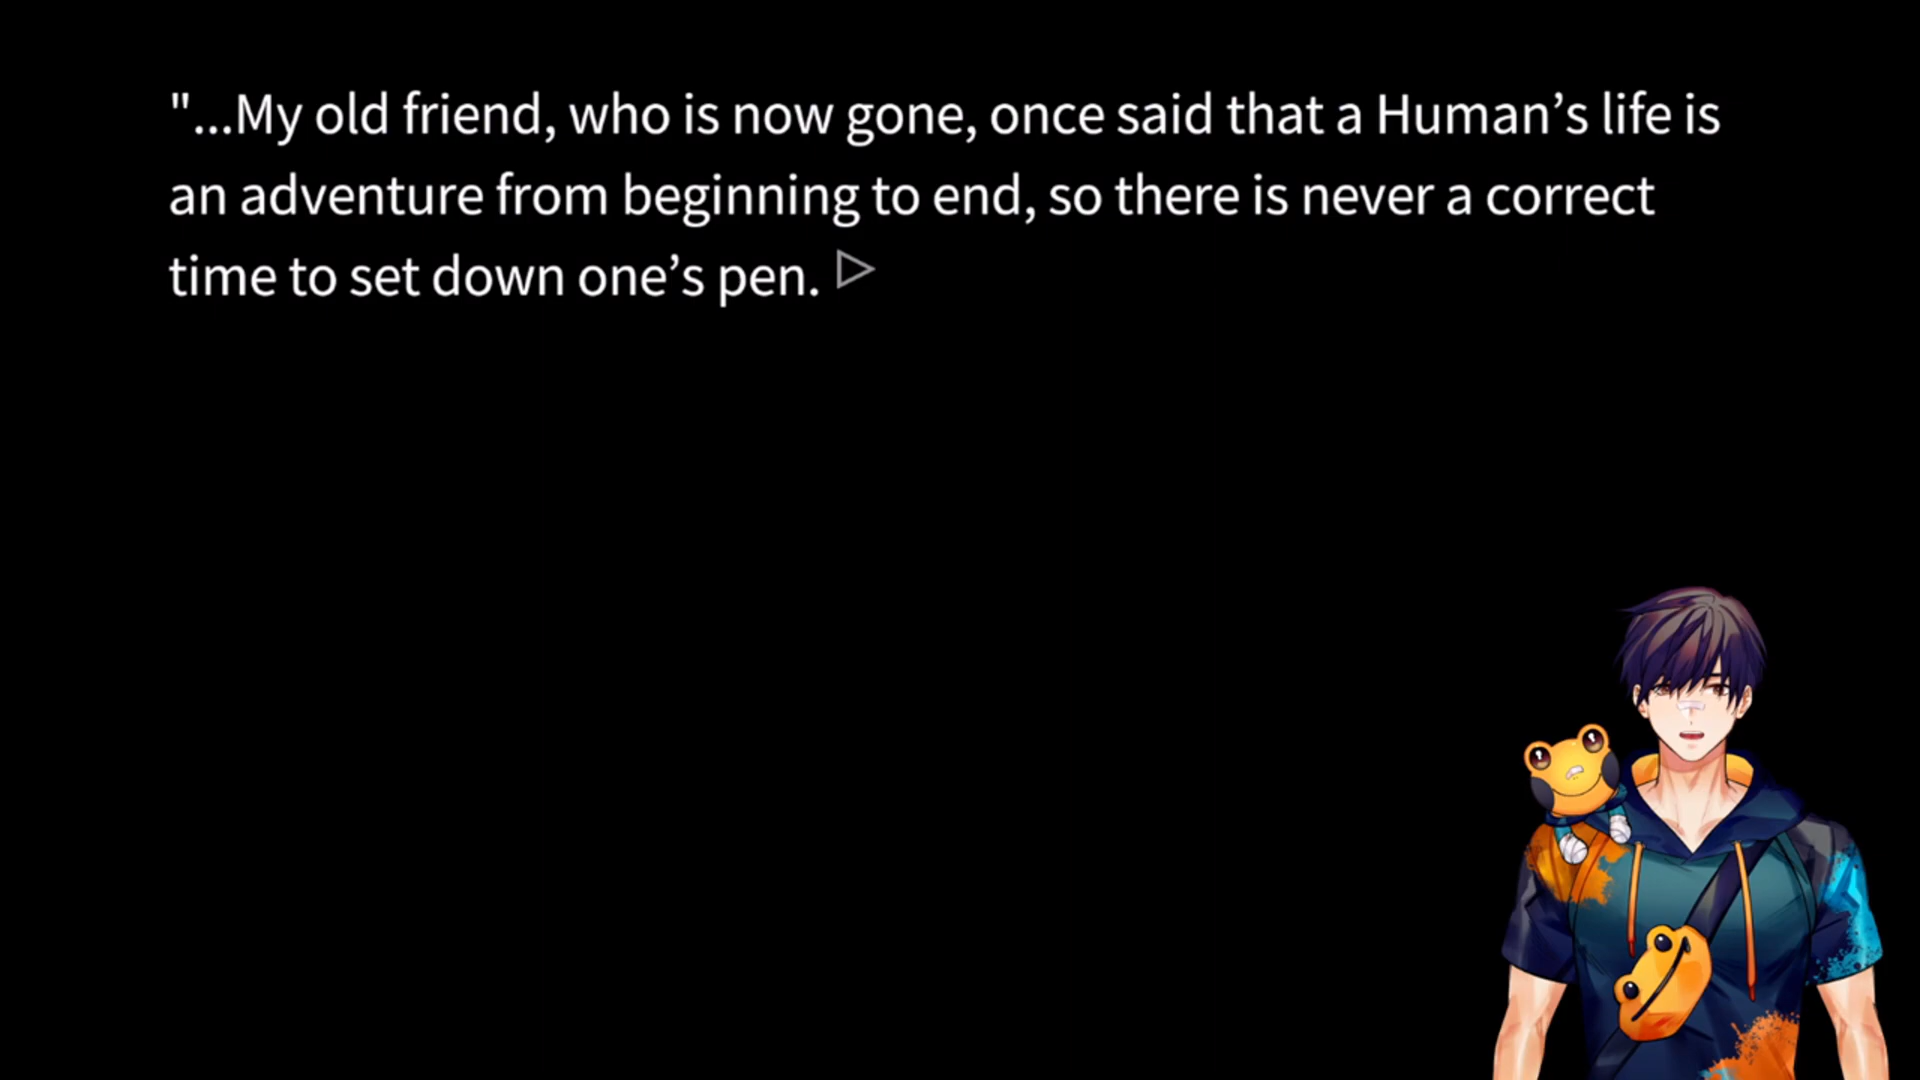 "...My old friend, who is now gone, once said that a Human’s life is
an adventure from beginning to end, so there is never a correct
time to set down one’s pen.